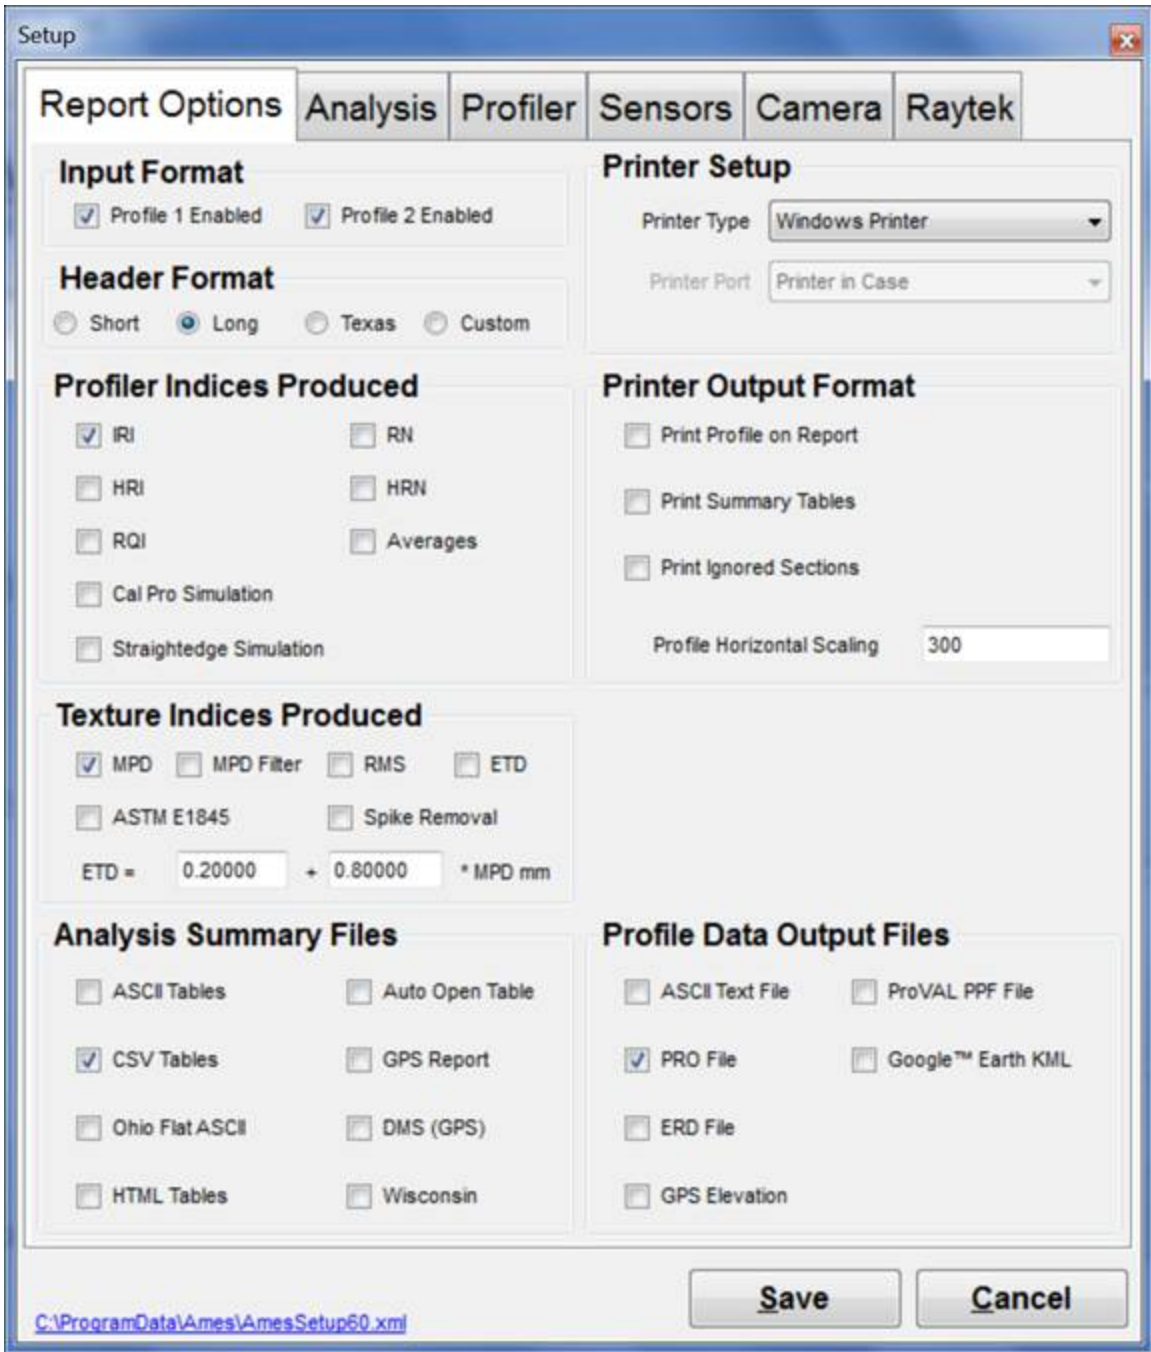 Setup
Report Options Analysis Profiler Sensors Camera Raytek
Input Format
Profile 1 Enabled Profile 2 Enabled
Header Format
Short Long Texas Custom
Printer Setup
Printer Type Windows Printer
Printer Port Printer in Case
Profiler Indices Produced
IRI RN
HRI HRN
RQI Averages
Cal Pro Simulation
Straightedge Simulation
Printer Output Format
Print Profile on Report
Print Summary Tables
Print Ignored Sections
Profile Horizontal Scaling 300
Texture Indices Produced
MPD MPD Filter RMS ETD
ASTM E1845 Spike Removal
ETD = 0.20000 + 0.80000 * MPD mm
Analysis Summary Files
ASCII Tables Auto Open Table
CSV Tables GPS Report
Ohio Flat ASCII DMS (GPS)
HTML Tables Wisconsin
Profile Data Output Files
ASCII Text File ProVAL PPF File
PRO File Google™ Earth KML
ERD File
GPS Elevation
C:\ProgramData\Ames\AmesSetup60.xml
Save Cancel